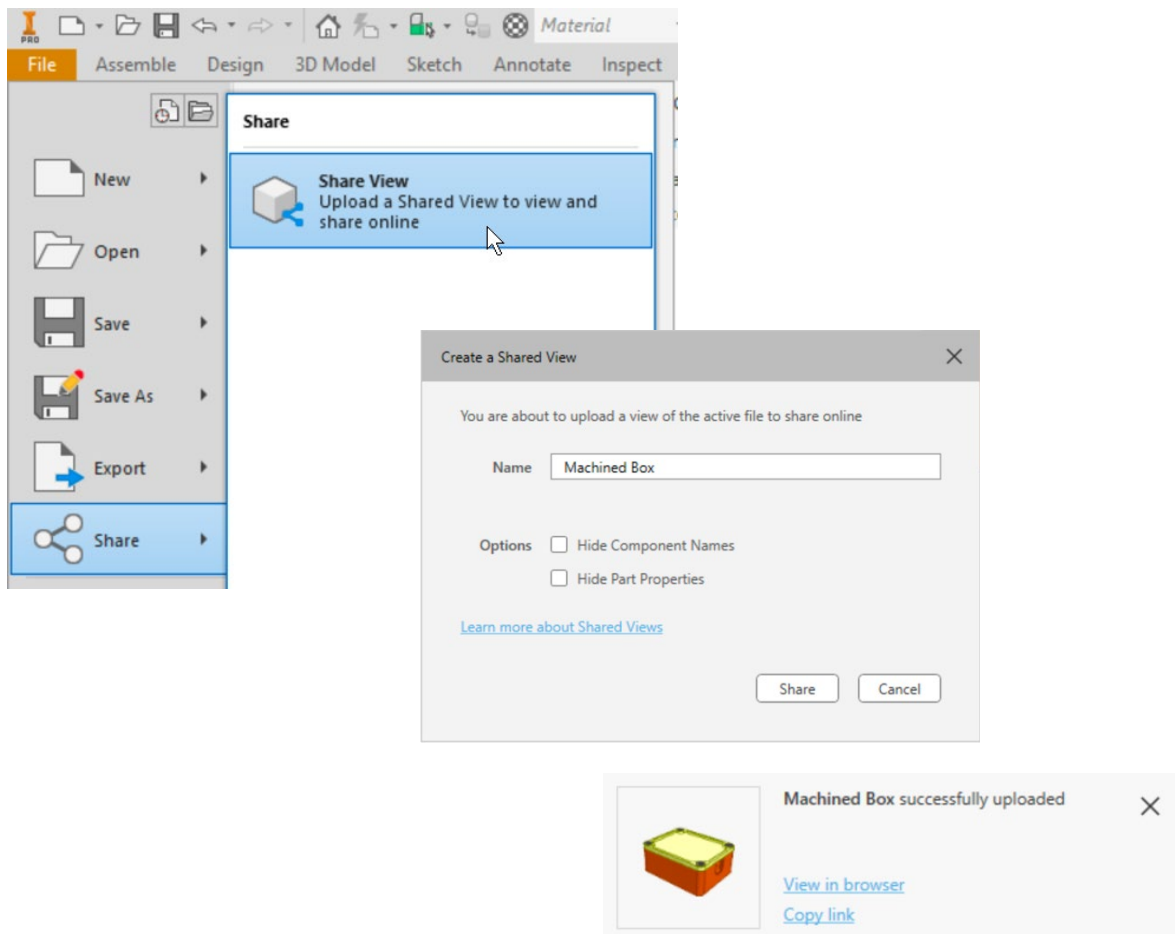 PRO
Material
File Assemble Design 3D Model Sketch Annotate Inspect
Share
New
Share View
Upload a Shared View to view and
share online
Open
Save
Save As
Export
Share
Create a Shared View
You are about to upload a view of the active file to share online
Name Machined Box
Options Hide Component Names
Hide Part Properties
Learn more about Shared Views
Share Cancel
Machined Box successfully uploaded
View in browser
Copy link